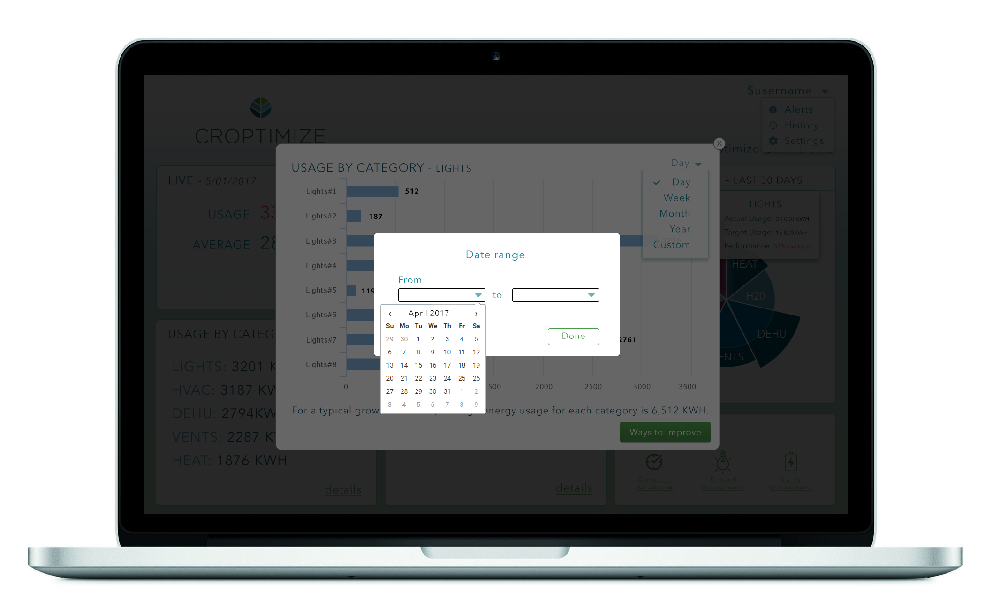 $username
Alerts
History
Settings
CROPTIMIZE
timize
LIVE - 5/01/2017
USAGE 33
AVERAGE 28
USAGE BY CATEG
LIGHTS: 3201 K
HVAC: 3187 KW
DEHU: 2794KW
VENTS: 2287 K
HEAT: 1876 KWH
details
details
X
USAGE BY CATEGORY - LIGHTS
Day
Day
Week
Month
Year
Custom
Lights#1 512
Lights#2 187
Lights#3 3216
Lights#4
Lights#5 119
Lights#6
Lights#7 2761
Lights#8
0 1500 2000 2500 3000 3500
For a typical grow energy usage for each category is 6,512 KWH.
Ways to Improve
Date range
From
to
Done
‹ April 2017 ›
Su Mo Tu We Th Fr Sa
29 30 1 2 3 4 5
6 7 8 9 10 11 12
13 14 15 16 17 18 19
20 21 22 23 24 25 26
27 28 29 30 31 1 2
3 4 5 6 7 8 9
- LAST 30 DAYS
LIGHTS
Actual Usage: 20,000 KWH
Target Usage: 15,000KWH
Performance: 33% over target
HEAT
H20
DEHU
ENTS
Operational
Adjustments
Demand
Improvements
Supply
Improvements